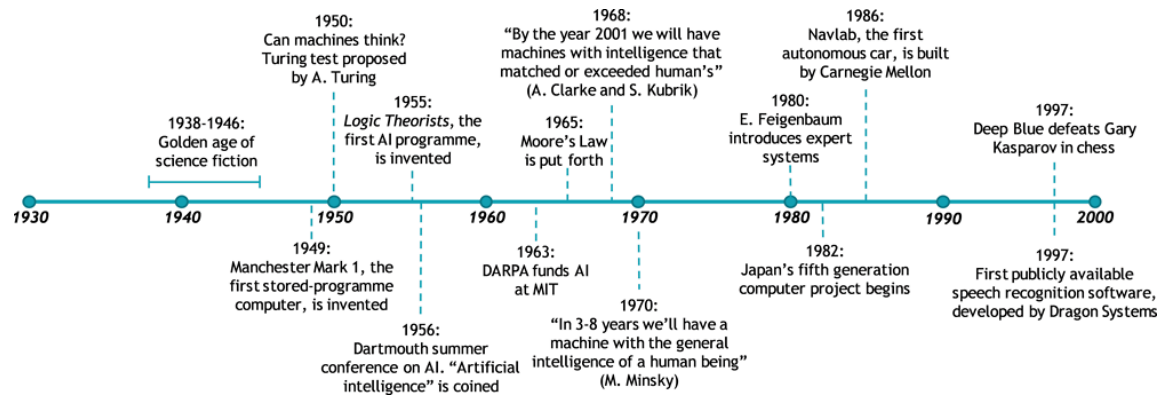 1950:
Can machines think?
Turing test proposed
by A. Turing
1968:
“By the year 2001 we will have
machines with intelligence that
matched or exceeded human’s”
(A. Clarke and S. Kubrik)
1986:
Navlab, the first
autonomous car, is built
by Carnegie Mellon
1938-1946:
Golden age of
science fiction
1955:
Logic Theorists, the
first AI programme,
is invented
1965:
Moore’s Law
is put forth
1980:
E. Feigenbaum
introduces expert
systems
1997:
Deep Blue defeats Gary
Kasparov in chess
1930
1940
1950
1960
1970
1980
1990
2000
1949:
Manchester Mark 1, the
first stored-programme
computer, is invented
1956:
Dartmouth summer
conference on AI. “Artificial
intelligence” is coined
1963:
DARPA funds AI
at MIT
1970:
“In 3-8 years we’ll have a
machine with the general
intelligence of a human being”
(M. Minsky)
1982:
Japan’s fifth generation
computer project begins
1997:
First publicly available
speech recognition software,
developed by Dragon Systems